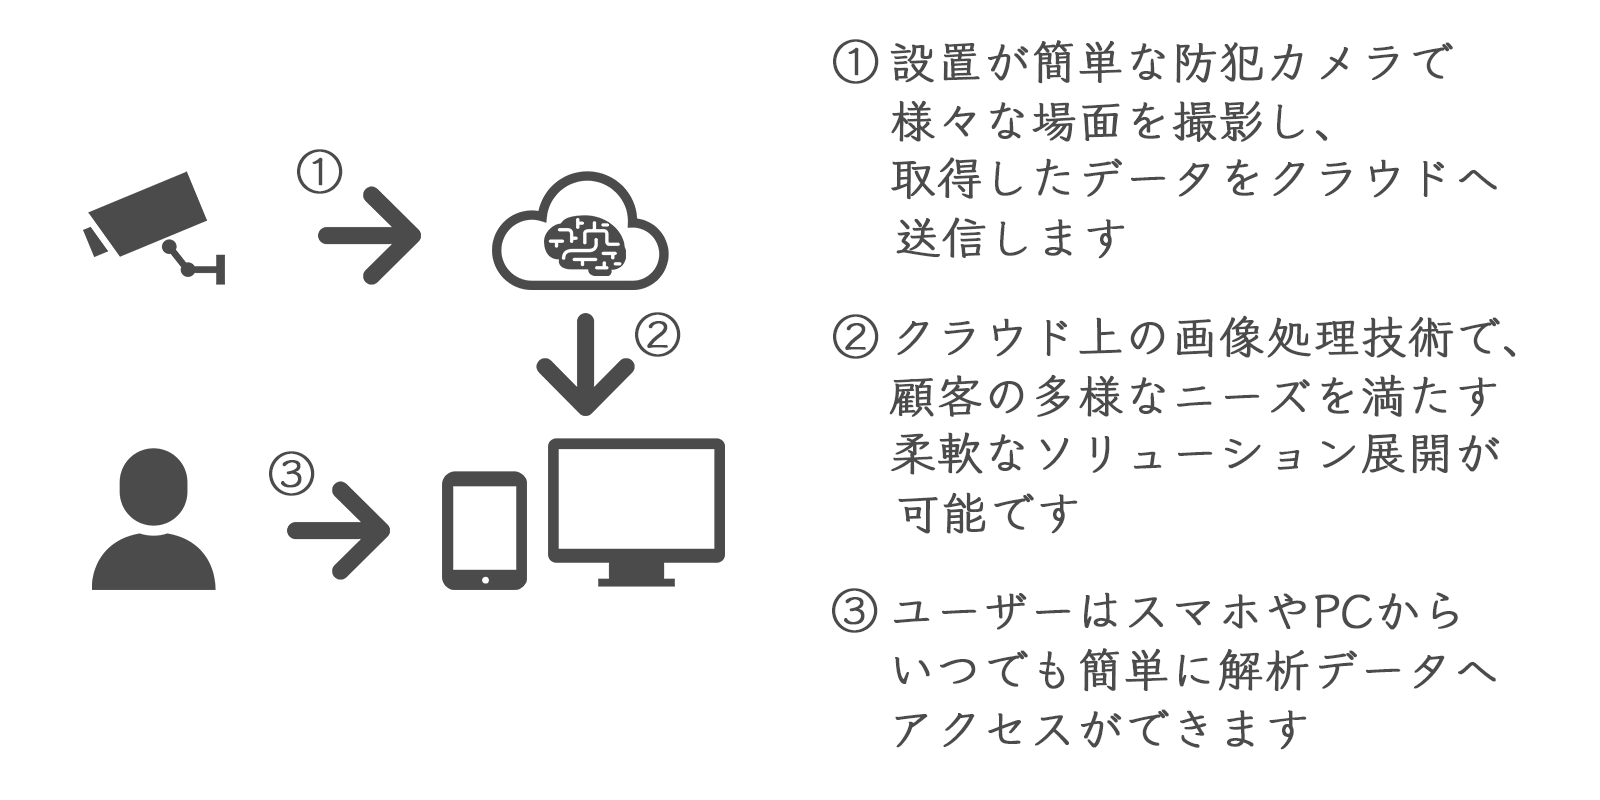 ①
②
③
① 設置が簡単な防犯カメラで
様々な場面を撮影し、
取得したデータをクラウドへ
送信します
② クラウド上の画像処理技術で、
顧客の多様なニーズを満たす
柔軟なソリューション展開が
可能です
③ ユーザーはスマホやPCから
いつでも簡単に解析データへ
アクセスができます